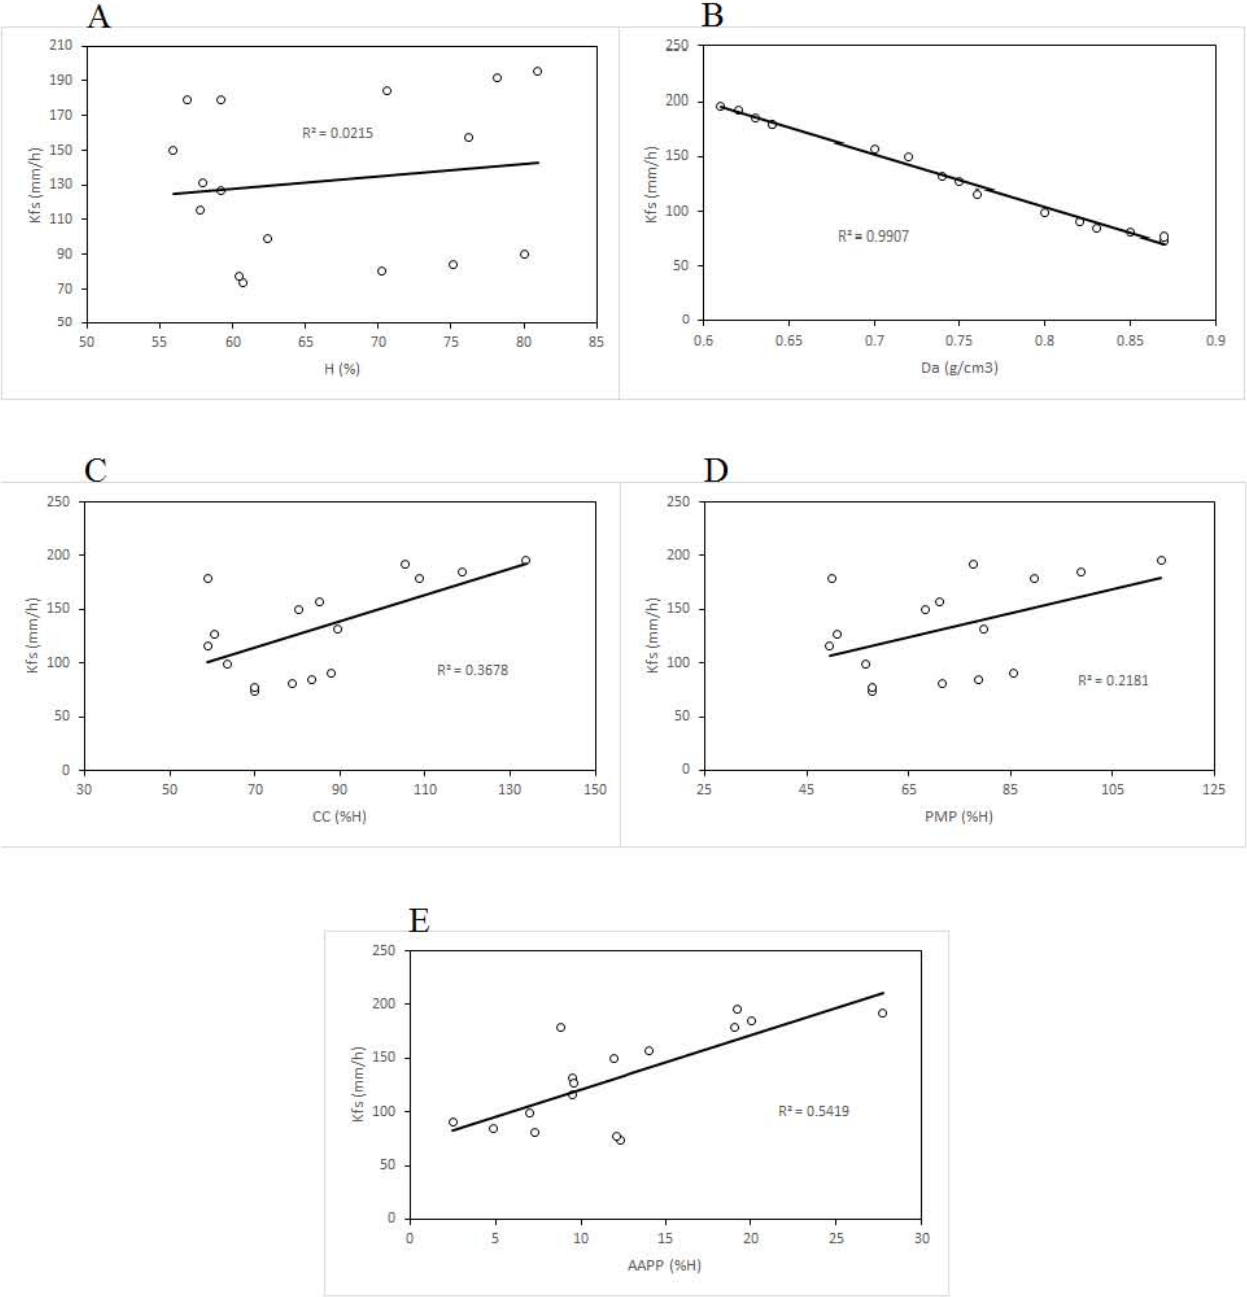 A
B
210
190
170
150
130
110
90
70
50
Kfs (mm/h)
R² = 0.0215
50 55 60 65 70 75 80 85
H (%)
250
200
150
100
50
0
Kfs (mm/h)
R² = 0.9907
0.6 0.65 0.7 0.75 0.8 0.85 0.9
Da (g/cm3)
C
D
250
200
150
100
50
0
Kfs (mm/h)
R² = 0.3678
30 50 70 90 110 130 150
CC (%H)
250
200
150
100
50
0
Kfs (mm/h)
R² = 0.2181
25 45 65 85 105 125
PMP (%H)
E
250
200
150
100
50
0
Kfs (mm/h)
R² = 0.5419
0 5 10 15 20 25 30
AAPP (%H)